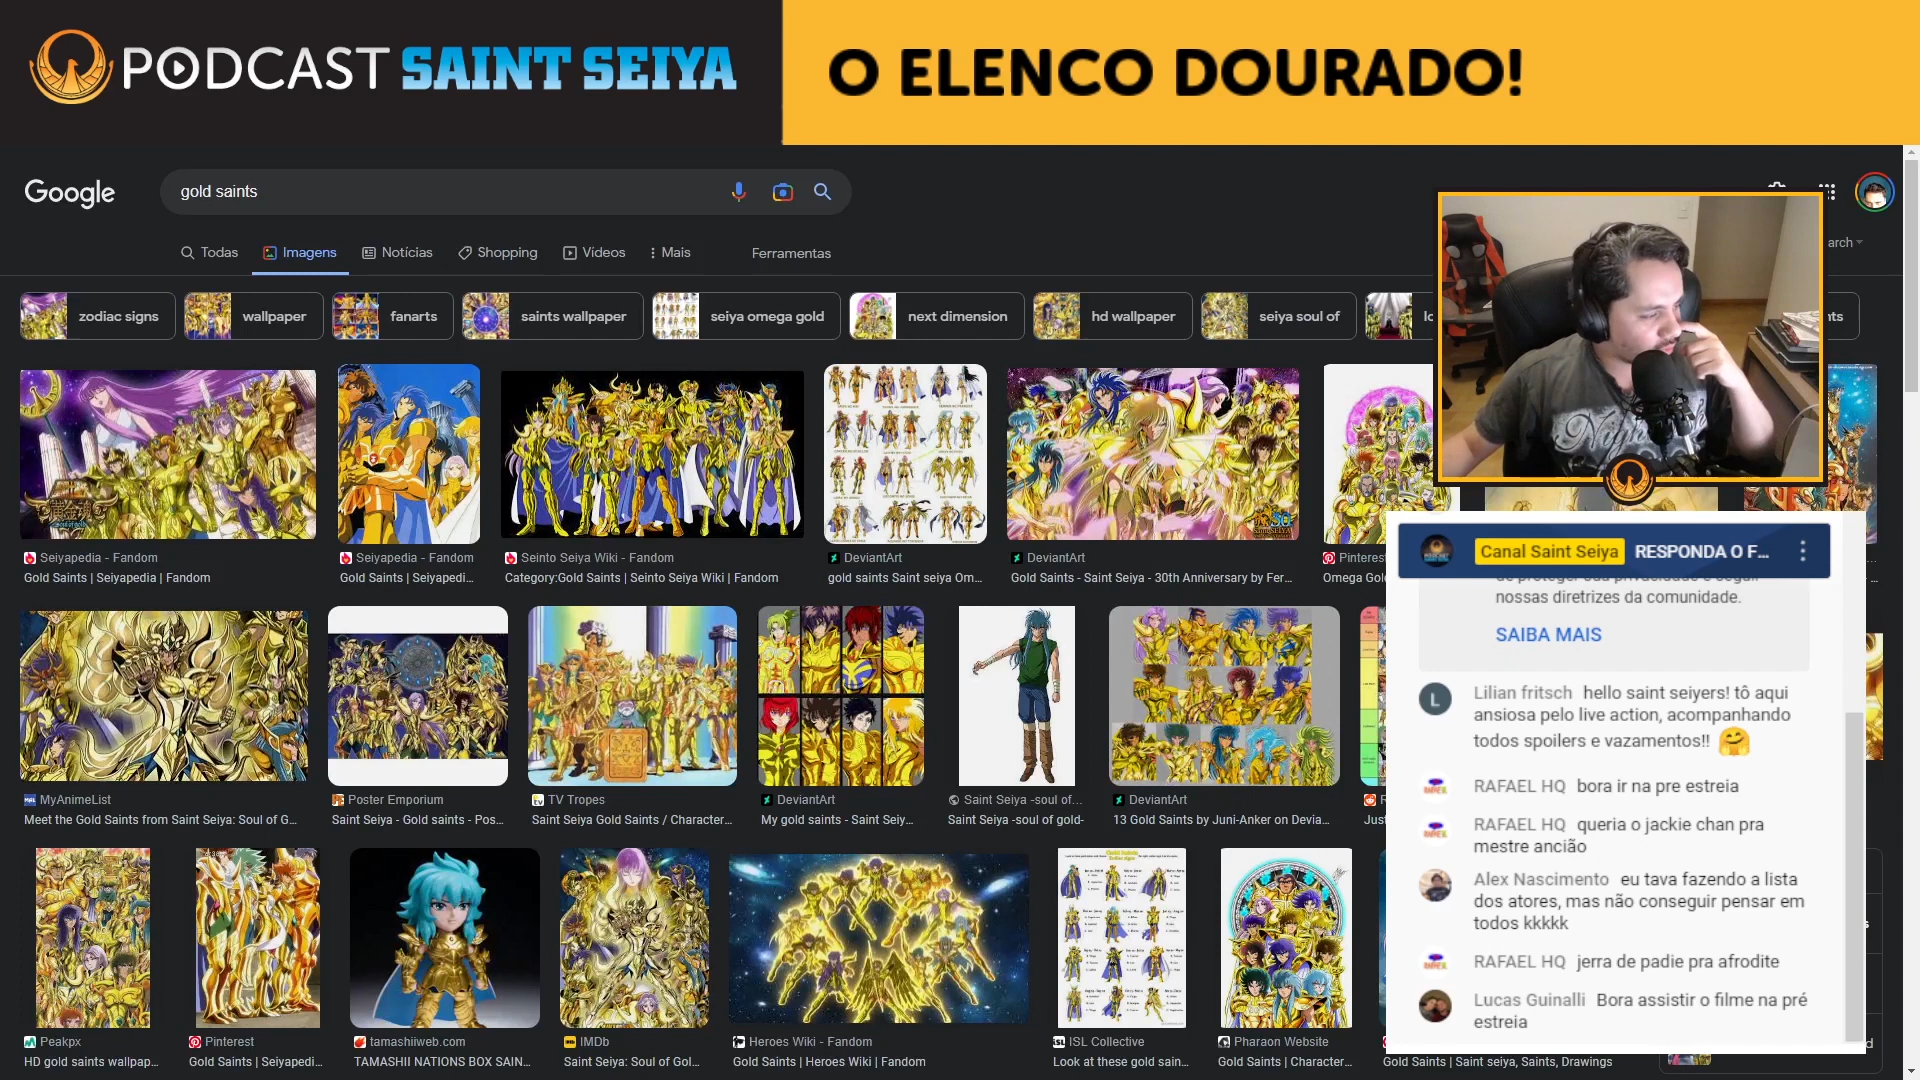 PODCAST SAINT SEIYA
O ELENCO DOURADO!
Google
gold saints
Todas
Imagens
Notícias
Shopping
Vídeos
Mais
Ferramentas
arch
zodiac signs
wallpaper
fanarts
saints wallpaper
seiya omega gold
next dimension
hd wallpaper
seiya soul of
nts
Seiyapedia - Fandom
Gold Saints | Seiyapedia | Fandom
Seiyapedia - Fandom
Gold Saints | Seiyapedi...
Seinto Seiya Wiki - Fandom
Category:Gold Saints | Seinto Seiya Wiki | Fandom
DeviantArt
gold saints Saint seiya Om...
DeviantArt
Gold Saints - Saint Seiya - 30th Anniversary by Fer...
Pinteres
Omega Gol
Canal Saint Seiya RESPONDA O F...
nossas diretrizes da comunidade.
SAIBA MAIS
Lilian fritsch hello saint seiyers! tô aqui
ansiosa pelo live action, acompanhando
todos spoilers e vazamentos!!
RAFAEL HQ bora ir na pre estreia
RAFAEL HQ queria o jackie chan pra
mestre ancião
Alex Nascimento eu tava fazendo a lista
dos atores, mas não conseguir pensar em
todos kkkkk
RAFAEL HQ jerra de padie pra afrodite
Lucas Guinalli Bora assistir o filme na pré
estreia
MyAnimeList
Meet the Gold Saints from Saint Seiya: Soul of G...
Poster Emporium
Saint Seiya - Gold saints - Pos...
TV Tropes
Saint Seiya Gold Saints / Character...
DeviantArt
My gold saints - Saint Seiy...
Saint Seiya -soul of...
Saint Seiya -soul of gold-
DeviantArt
13 Gold Saints by Juni-Anker on Devia...
Just
Peakpx
HD gold saints wallpap...
Pinterest
Gold Saints | Seiyapedi...
tamashiiweb.com
TAMASHII NATIONS BOX SAIN...
IMDb
Saint Seiya: Soul of Gol...
Heroes Wiki - Fandom
Gold Saints | Heroes Wiki | Fandom
ISL Collective
Look at these gold sain...
Pharaon Website
Gold Saints | Character...
Gold Saints | Saint seiya, Saints, Drawings